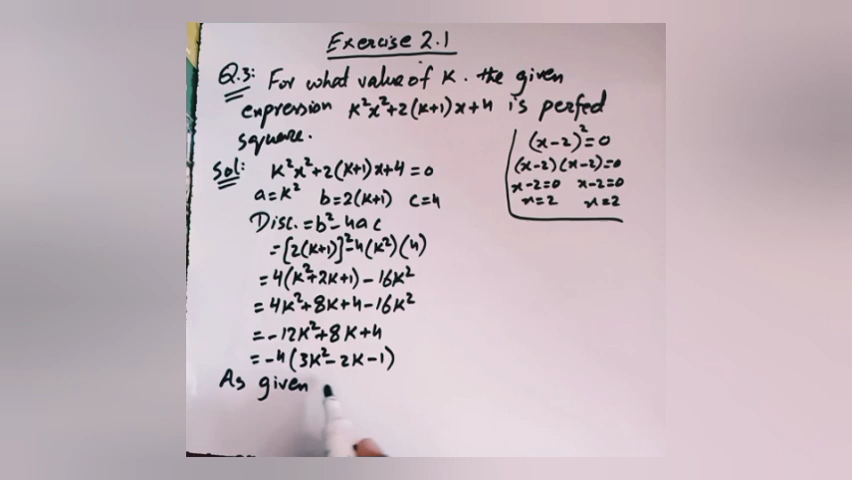 Exercise 2.1
Q.3: For what value of K. the given
expression K²x²+2(K+1)x+4 is perfed
square.
Sol: K²x²+2(K+1)x+4=0
a=K² b=2(K+1) c=4
Disc.=b²-4ac
=[2(K+1)]²-4(K²)(4)
=4(K²+2K+1)-16K²
=4K²+8K+4-16K²
=-12K²+8K+4
=-4(3K²-2K-1)
As given
(x-2)²=0
(x-2)(x-2)=0
x-2=0 x-2=0
x=2 x=2